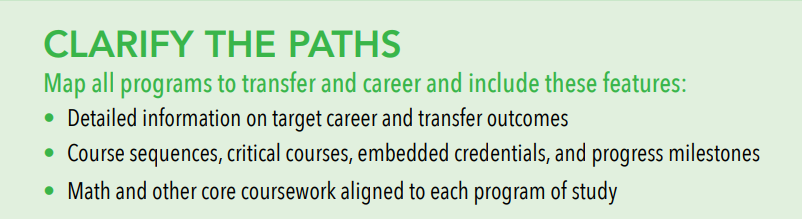 CLARIFY THE PATHS
Map all programs to transfer and career and include these features:
• Detailed information on target career and transfer outcomes
• Course sequences, critical courses, embedded credentials, and progress milestones
• Math and other core coursework aligned to each program of study